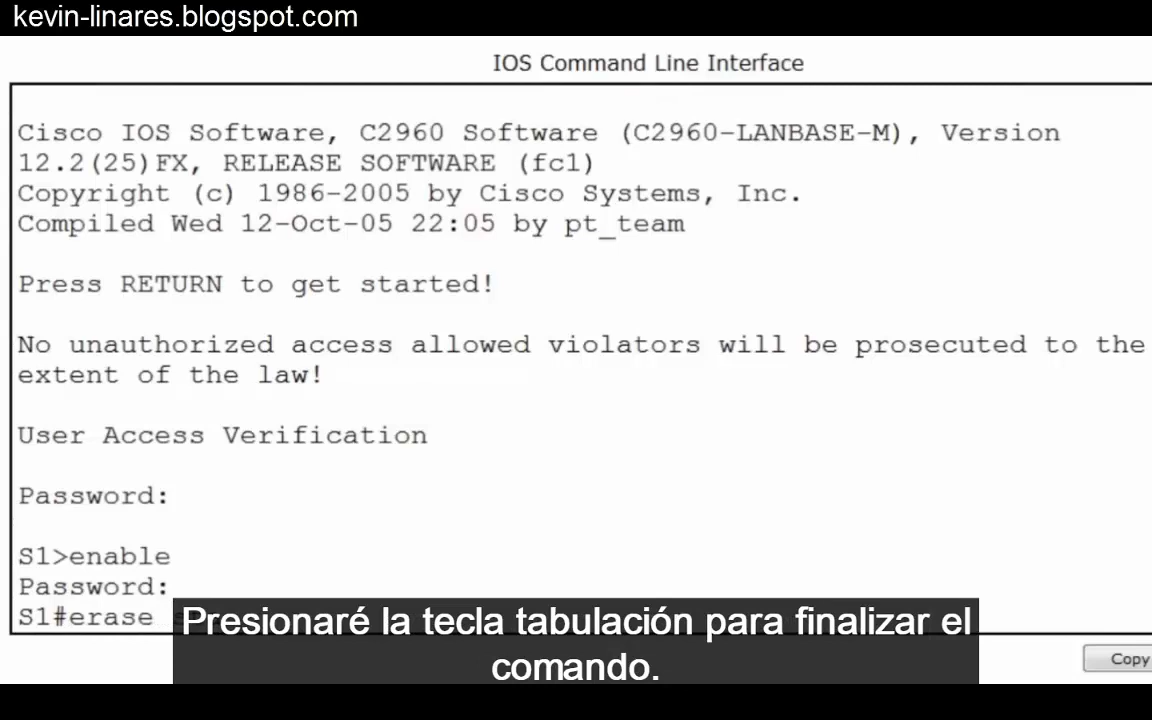 kevin-linares.blogspot.com
IOS Command Line Interface
Cisco IOS Software, C2960 Software (C2960-LANBASE-M), Version
12.2(25)FX, RELEASE SOFTWARE (fc1)
Copyright (c) 1986-2005 by Cisco Systems, Inc.
Compiled Wed 12-Oct-05 22:05 by pt_team
Press RETURN to get started!
No unauthorized access allowed violators will be prosecuted to the
extent of the law!
User Access Verification
Password:
S1>enable
Password:
S1#erase
Presionaré la tecla tabulación para finalizar el
comando.
Copy